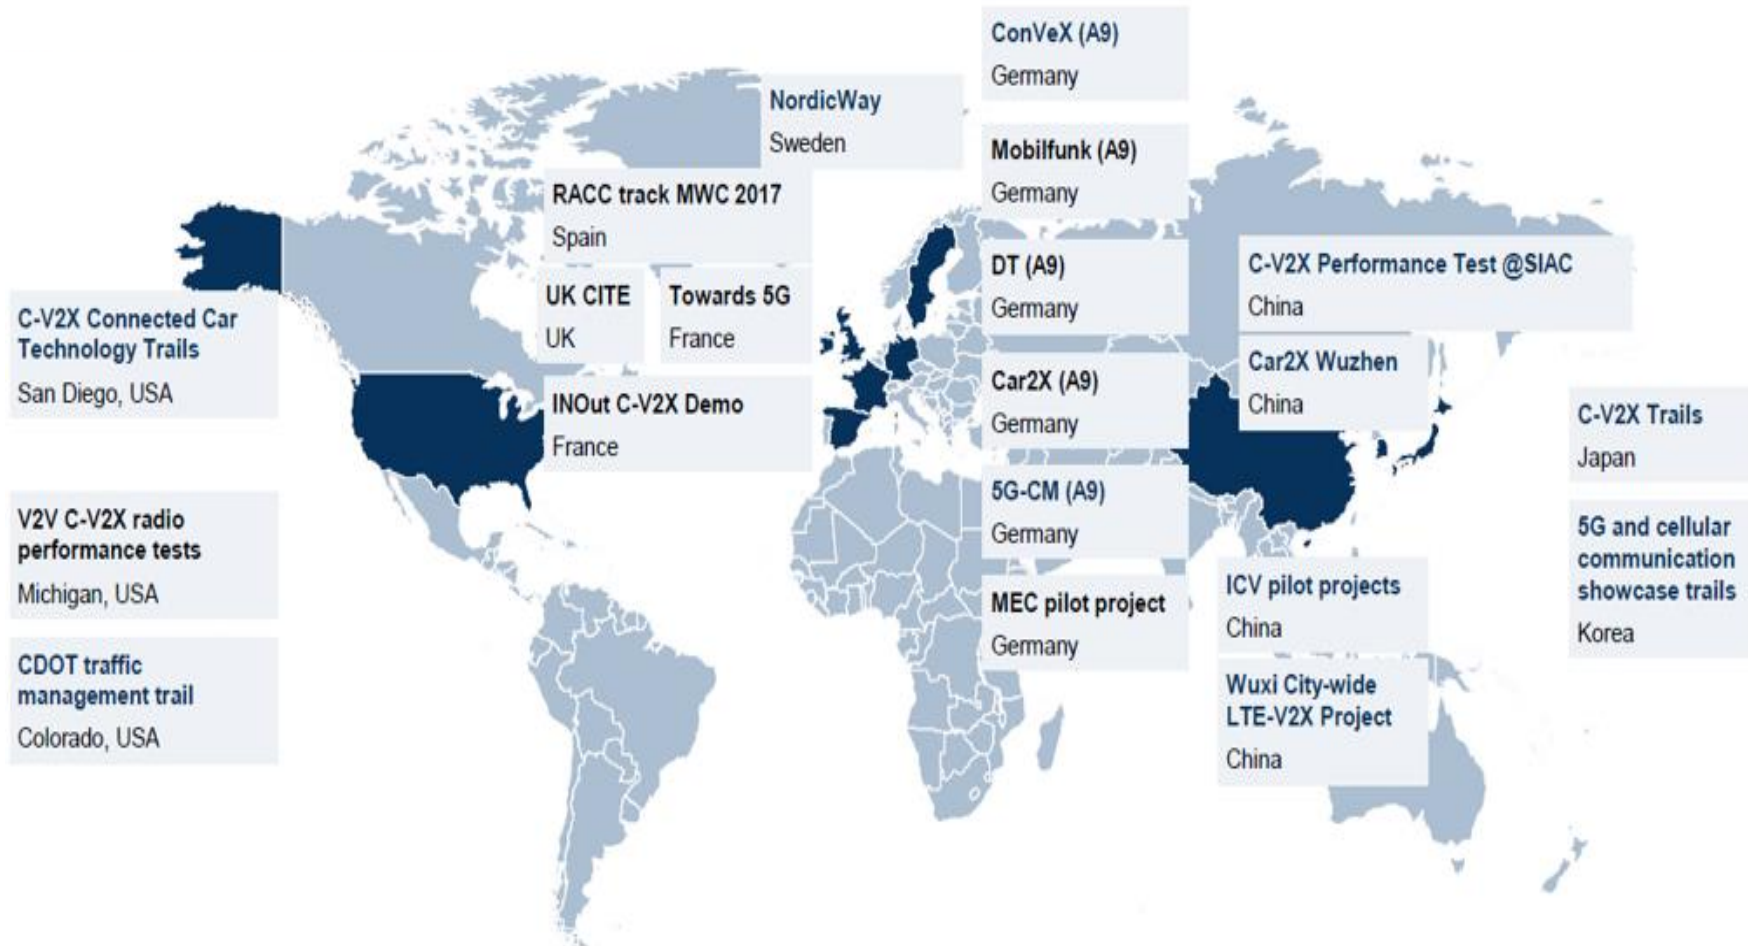 ConVeX (A9)
Germany
NordicWay
Sweden
Mobilfunk (A9)
Germany
RACC track MWC 2017
Spain
DT (A9)
Germany
C-V2X Performance Test @SIAC
China
UK CITE
UK
Towards 5G
France
C-V2X Connected Car
Technology Trails
San Diego, USA
Car2X (A9)
Germany
Car2X Wuzhen
China
INOut C-V2X Demo
France
C-V2X Trails
Japan
5G-CM (A9)
Germany
V2V C-V2X radio
performance tests
Michigan, USA
5G and cellular
communication
showcase trails
Korea
ICV pilot projects
China
MEC pilot project
Germany
CDOT traffic
management trail
Colorado, USA
Wuxi City-wide
LTE-V2X Project
China